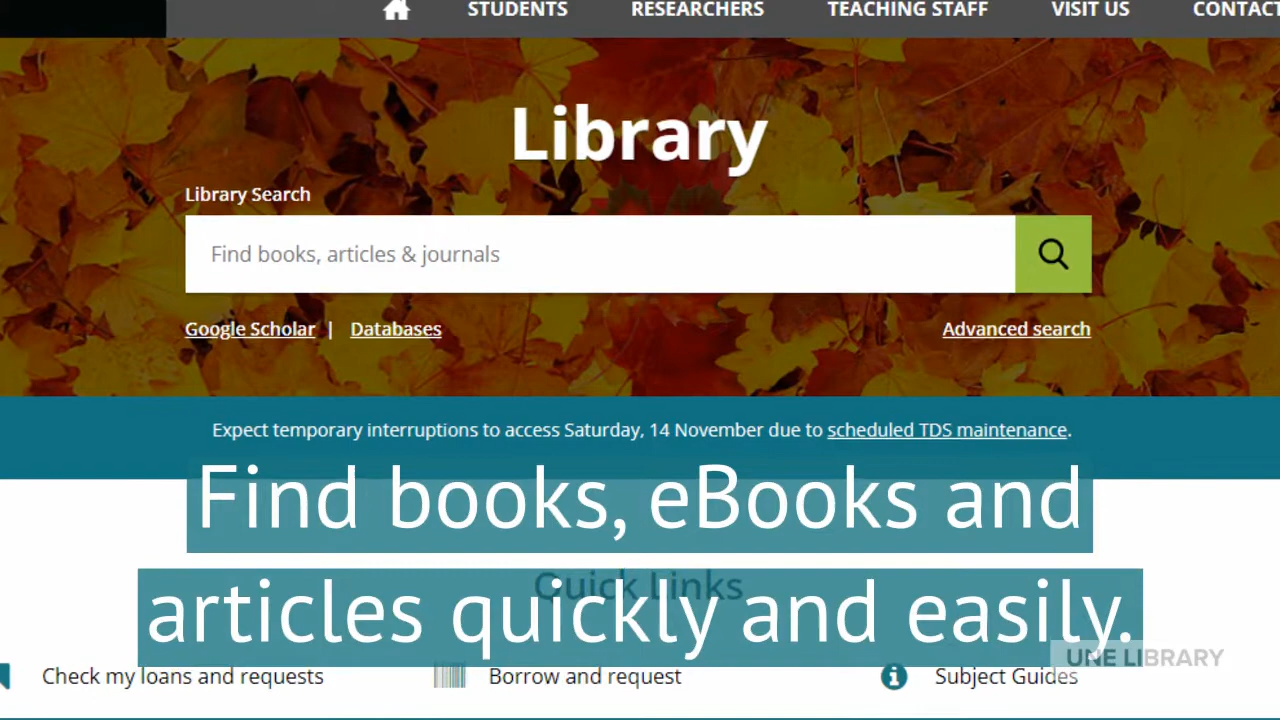 STUDENTS RESEARCHERS TEACHING STAFF VISIT US CONTACT
Library
Library Search
Find books, articles & journals
Google Scholar | Databases Advanced search
Expect temporary interruptions to access Saturday, 14 November due to scheduled TDS maintenance.
Find books, eBooks and
Quick Links
articles quickly and easily.
UNE LIBRARY
Check my loans and requests Borrow and request Subject Guides